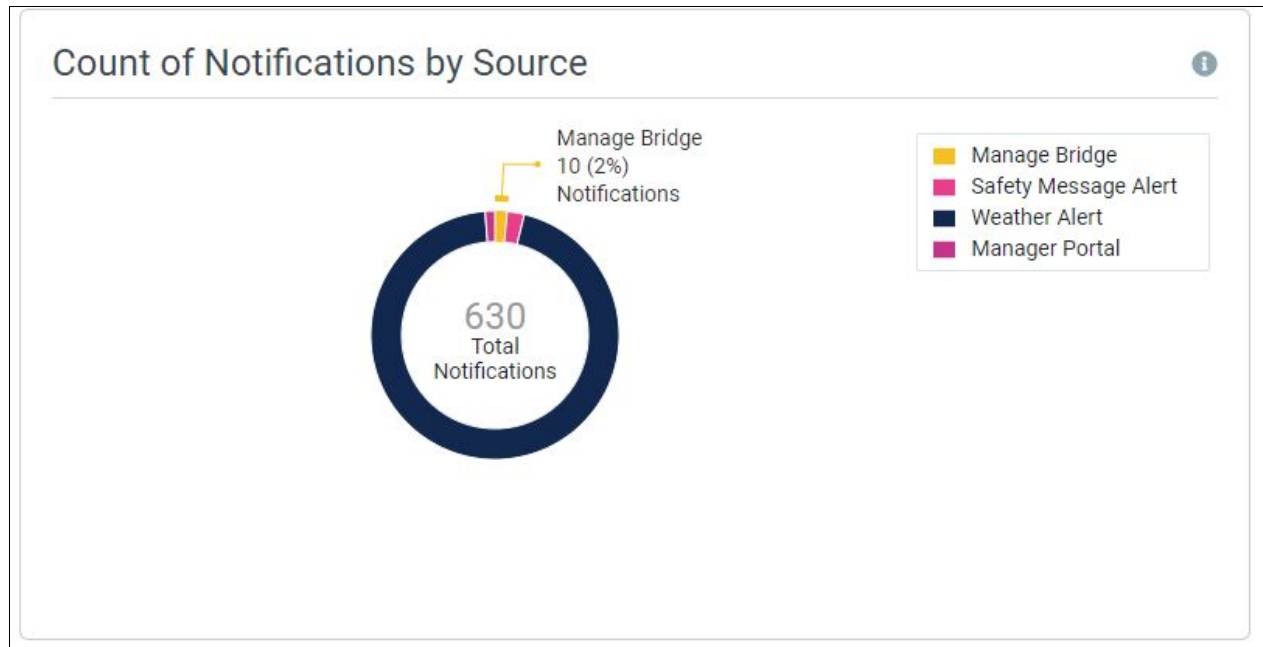 Count of Notifications by Source
Manage Bridge
10 (2%)
Notifications
630
Total
Notifications
Manage Bridge
Safety Message Alert
Weather Alert
Manager Portal